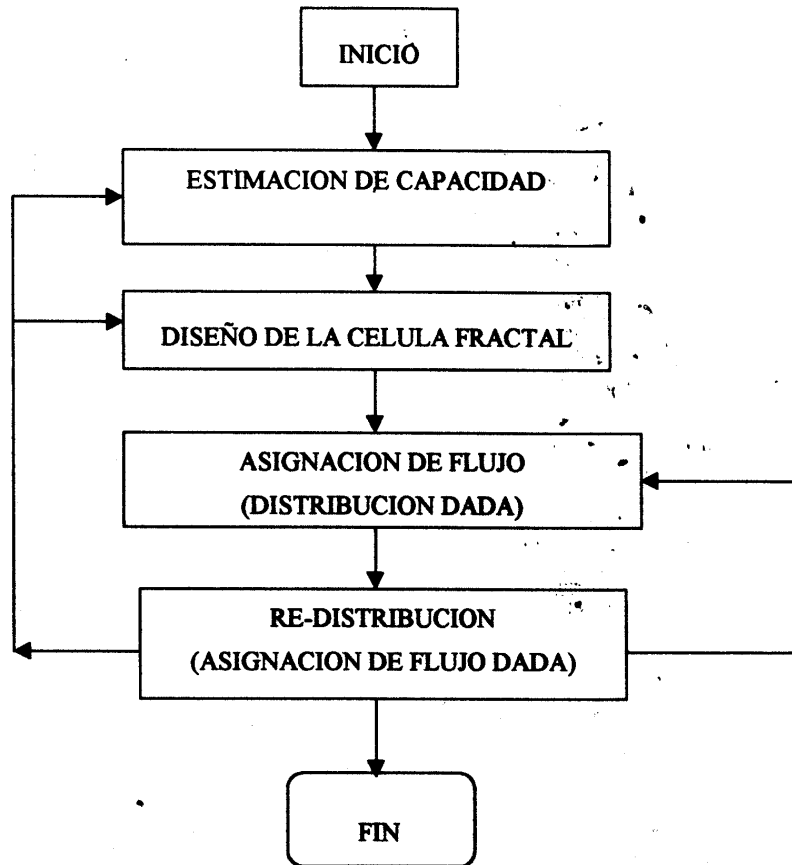 INICIO
ESTIMACION DE CAPACIDAD
DISEÑO DE LA CELULA FRACTAL
ASIGNACION DE FLUJO
(DISTRIBUCION DADA)
RE-DISTRIBUCION
(ASIGNACION DE FLUJO DADA)
FIN